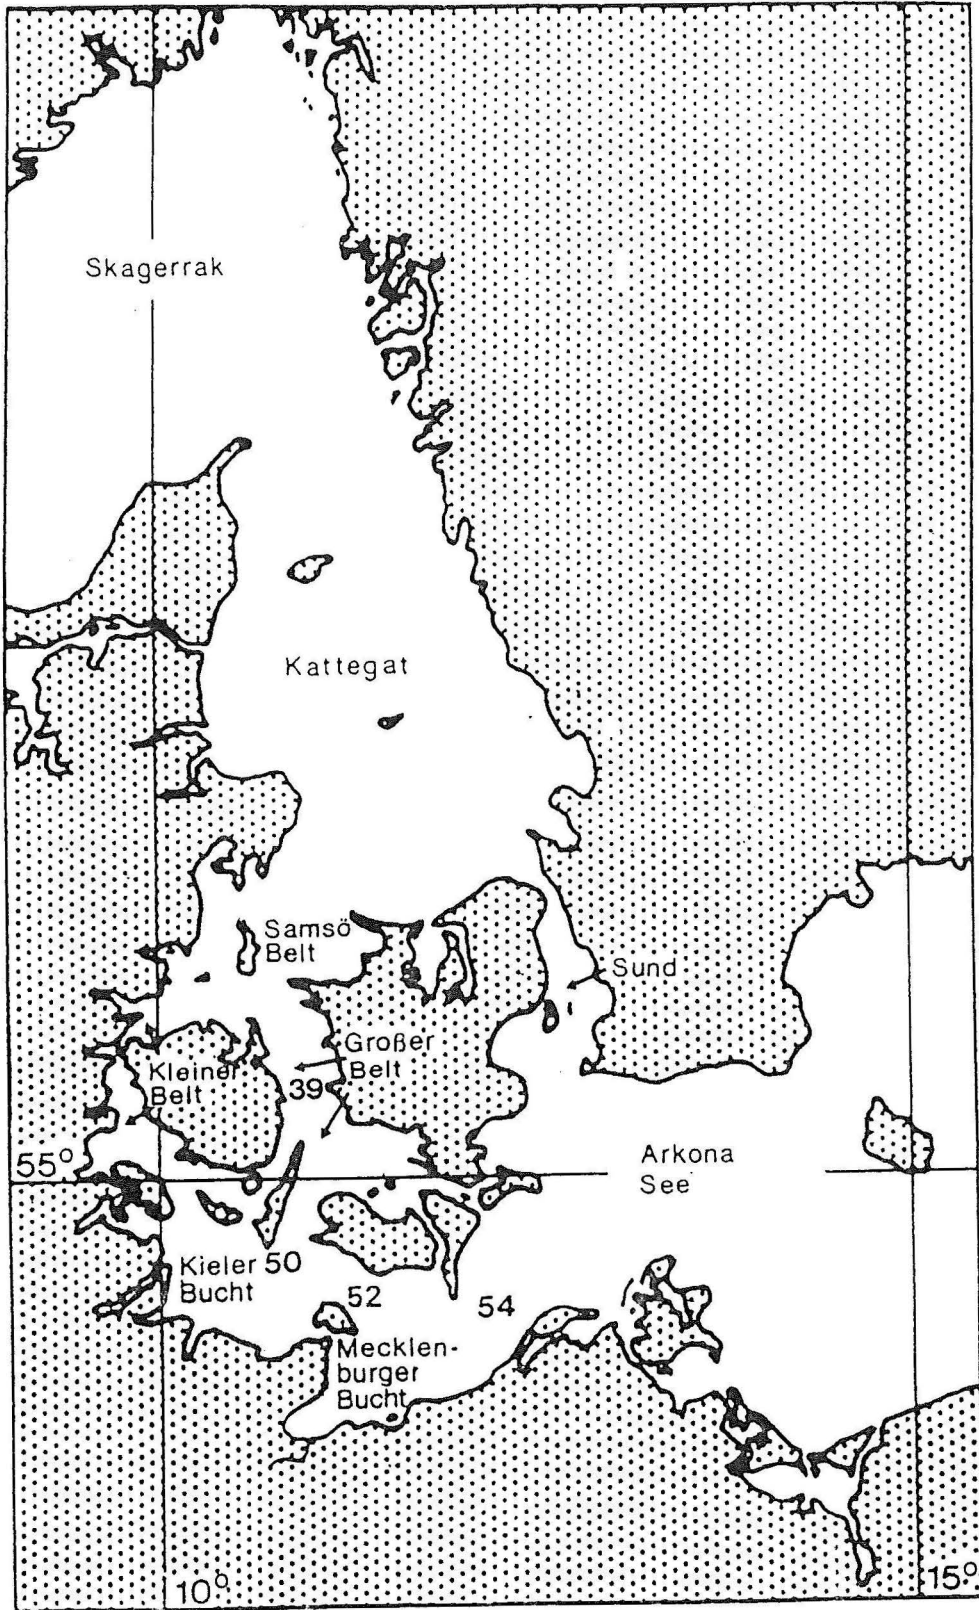 Skagerrak
Kattegat
Samsö
Belt
Sund
Großer
Belt
Kleiner
Belt
39
55°
Arkona
See
Kieler
Bucht
50
52
54
Mecklen-
burger
Bucht
10°
15°